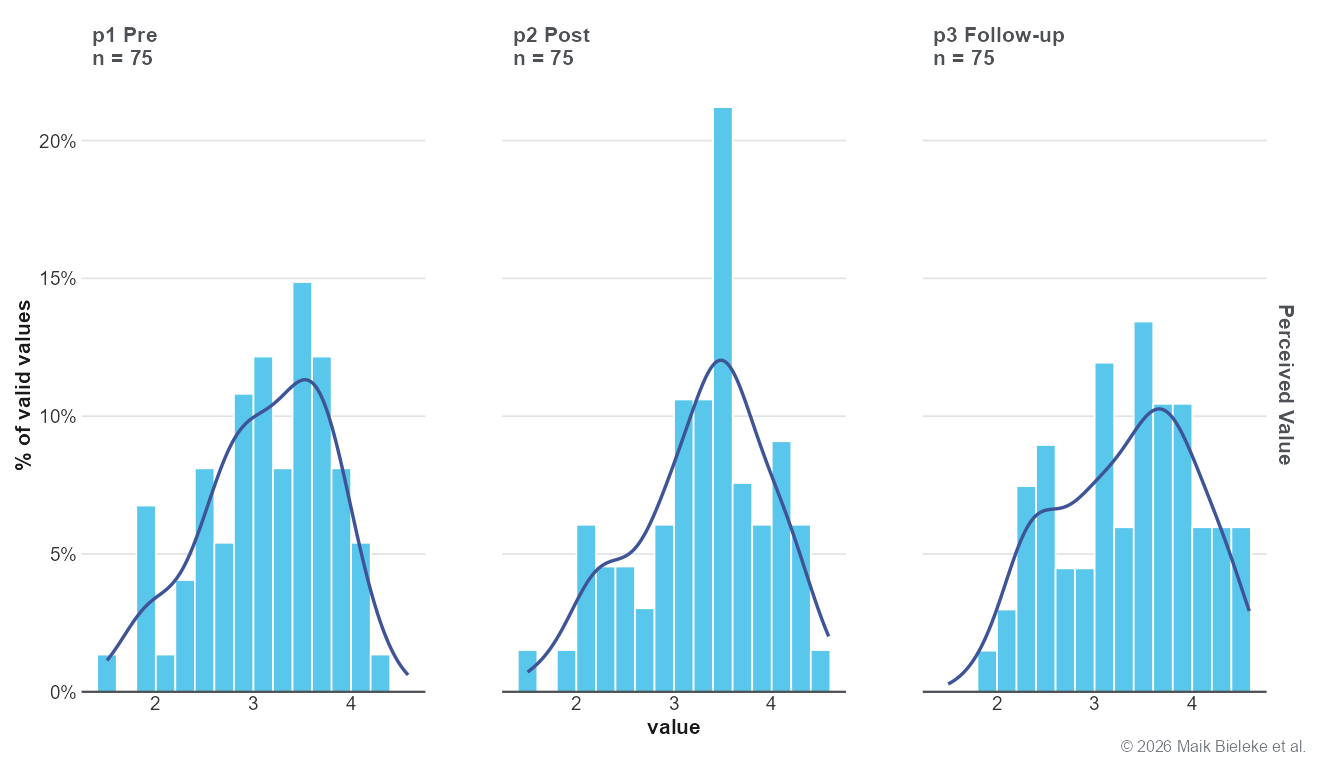 p1 Pre
n = 75
p2 Post
n = 75
p3 Follow-up
n = 75
% of valid values
20%
15%
10%
5%
0%
2 3 4
2 3 4
2 3 4
value
Perceived Value
© 2026 Maik Bieleke et al.